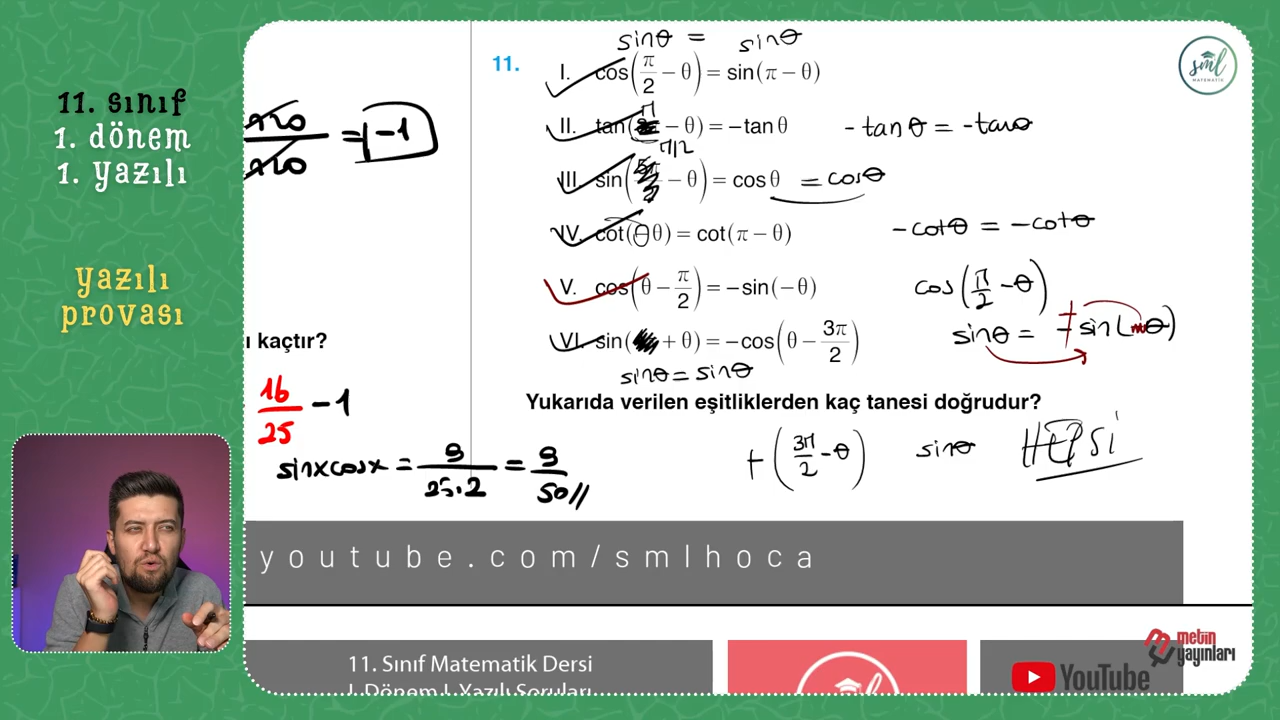 11. sınıf
1. dönem
1. yazılı
yazılı
provası
= -1
ı kaçtır?
16/25 - 1
sinxcosx = 9/25.2 = 9/50//
sinθ = sinθ
11.
I. cos(π/2 − θ) = sin(π − θ)
II. tan( − θ) = −tanθ -tanθ = -tanθ
π/2
III. sin( − θ) = cosθ = cosθ
IV. cot( θ) = cot(π − θ) -cotθ = -cotθ
V. cos(θ − π/2) = −sin(−θ) cos(π/2 - θ)
sinθ =
VI. sin( + θ) = −cos(θ − 3π/2)
sinθ = sinθ
Yukarıda verilen eşitliklerden kaç tanesi doğrudur?
+(3π/2 - θ) sinθ HEPSi
sml
MATEMATİK
youtube.com/smlhoca
11. Sınıf Matematik Dersi
I. Dönem I. Yazılı Soruları
metin
yayınları
YouTube